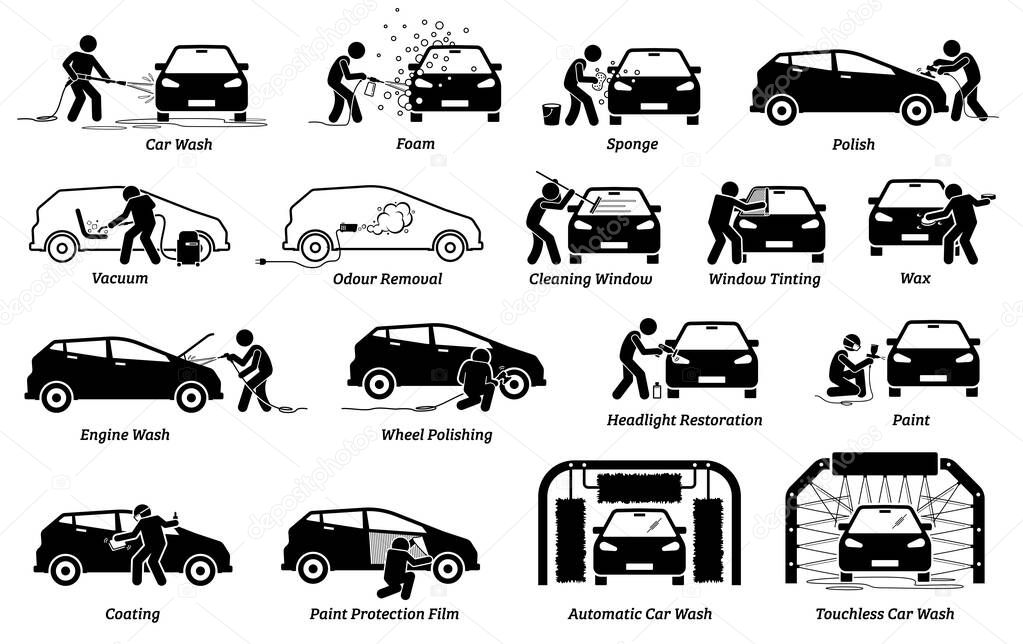 Car Wash
Foam
Sponge
Polish
Vacuum
Odour Removal
Cleaning Window
Window Tinting
Wax
Engine Wash
Wheel Polishing
Headlight Restoration
Paint
Coating
Paint Protection Film
Automatic Car Wash
Touchless Car Wash
depositphotos